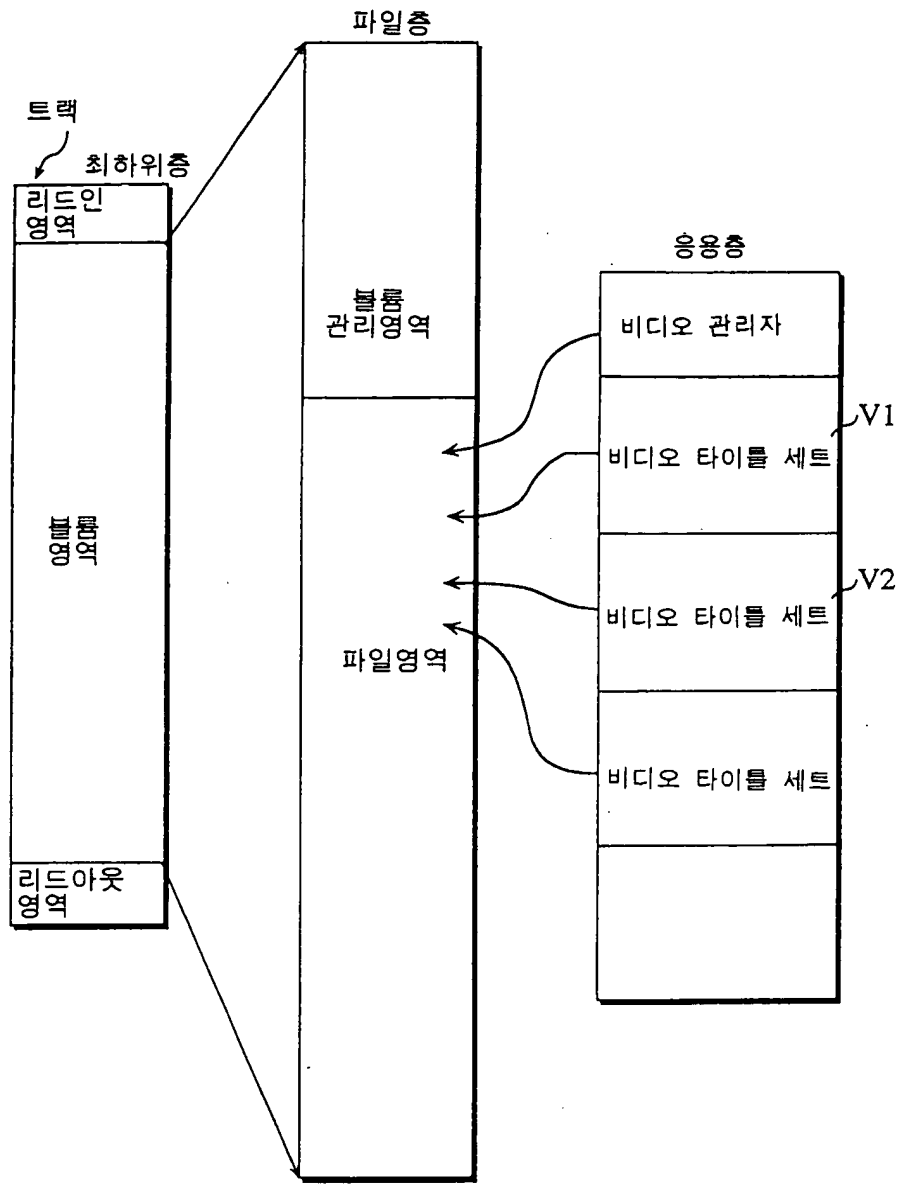 파일층
트랙
최하위층
리드인
영역
볼륨
영역
리드아웃
영역
볼륨
관리영역
파일영역
응용층
비디오 관리자
비디오 타이틀 세트
V1
비디오 타이틀 세트
V2
비디오 타이틀 세트